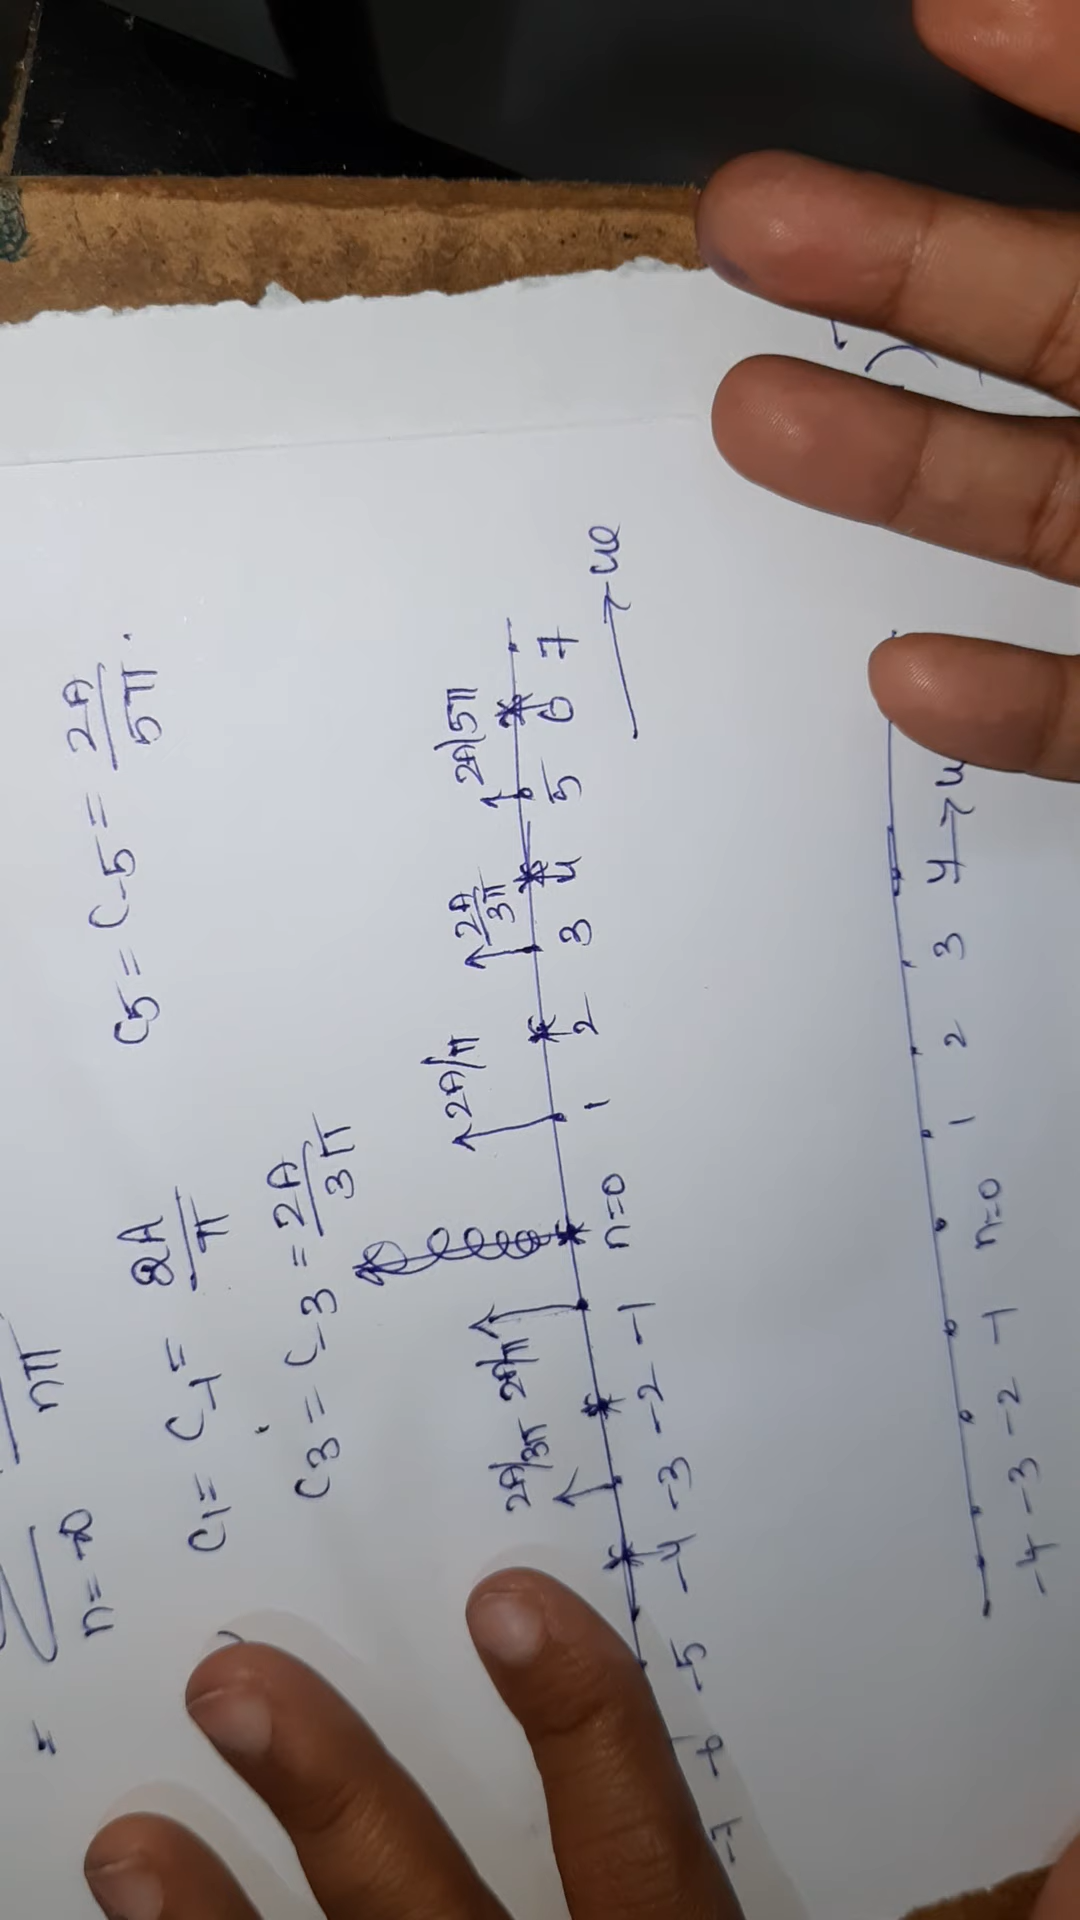 = Σ nπ
n=-∞
C1 = C-1 = 2A/π
C3 = C-3 = 2A/3π
C5 = C-5 = 2A/5π.
2A/3π 2A/π 2A/π 2A/3π 2A/5π
-7 -6 -5 -4 -3 -2 -1 n=0 1 2 3 4 5 6 7
-4 -3 -2 -1 n=0 1 2 3 4